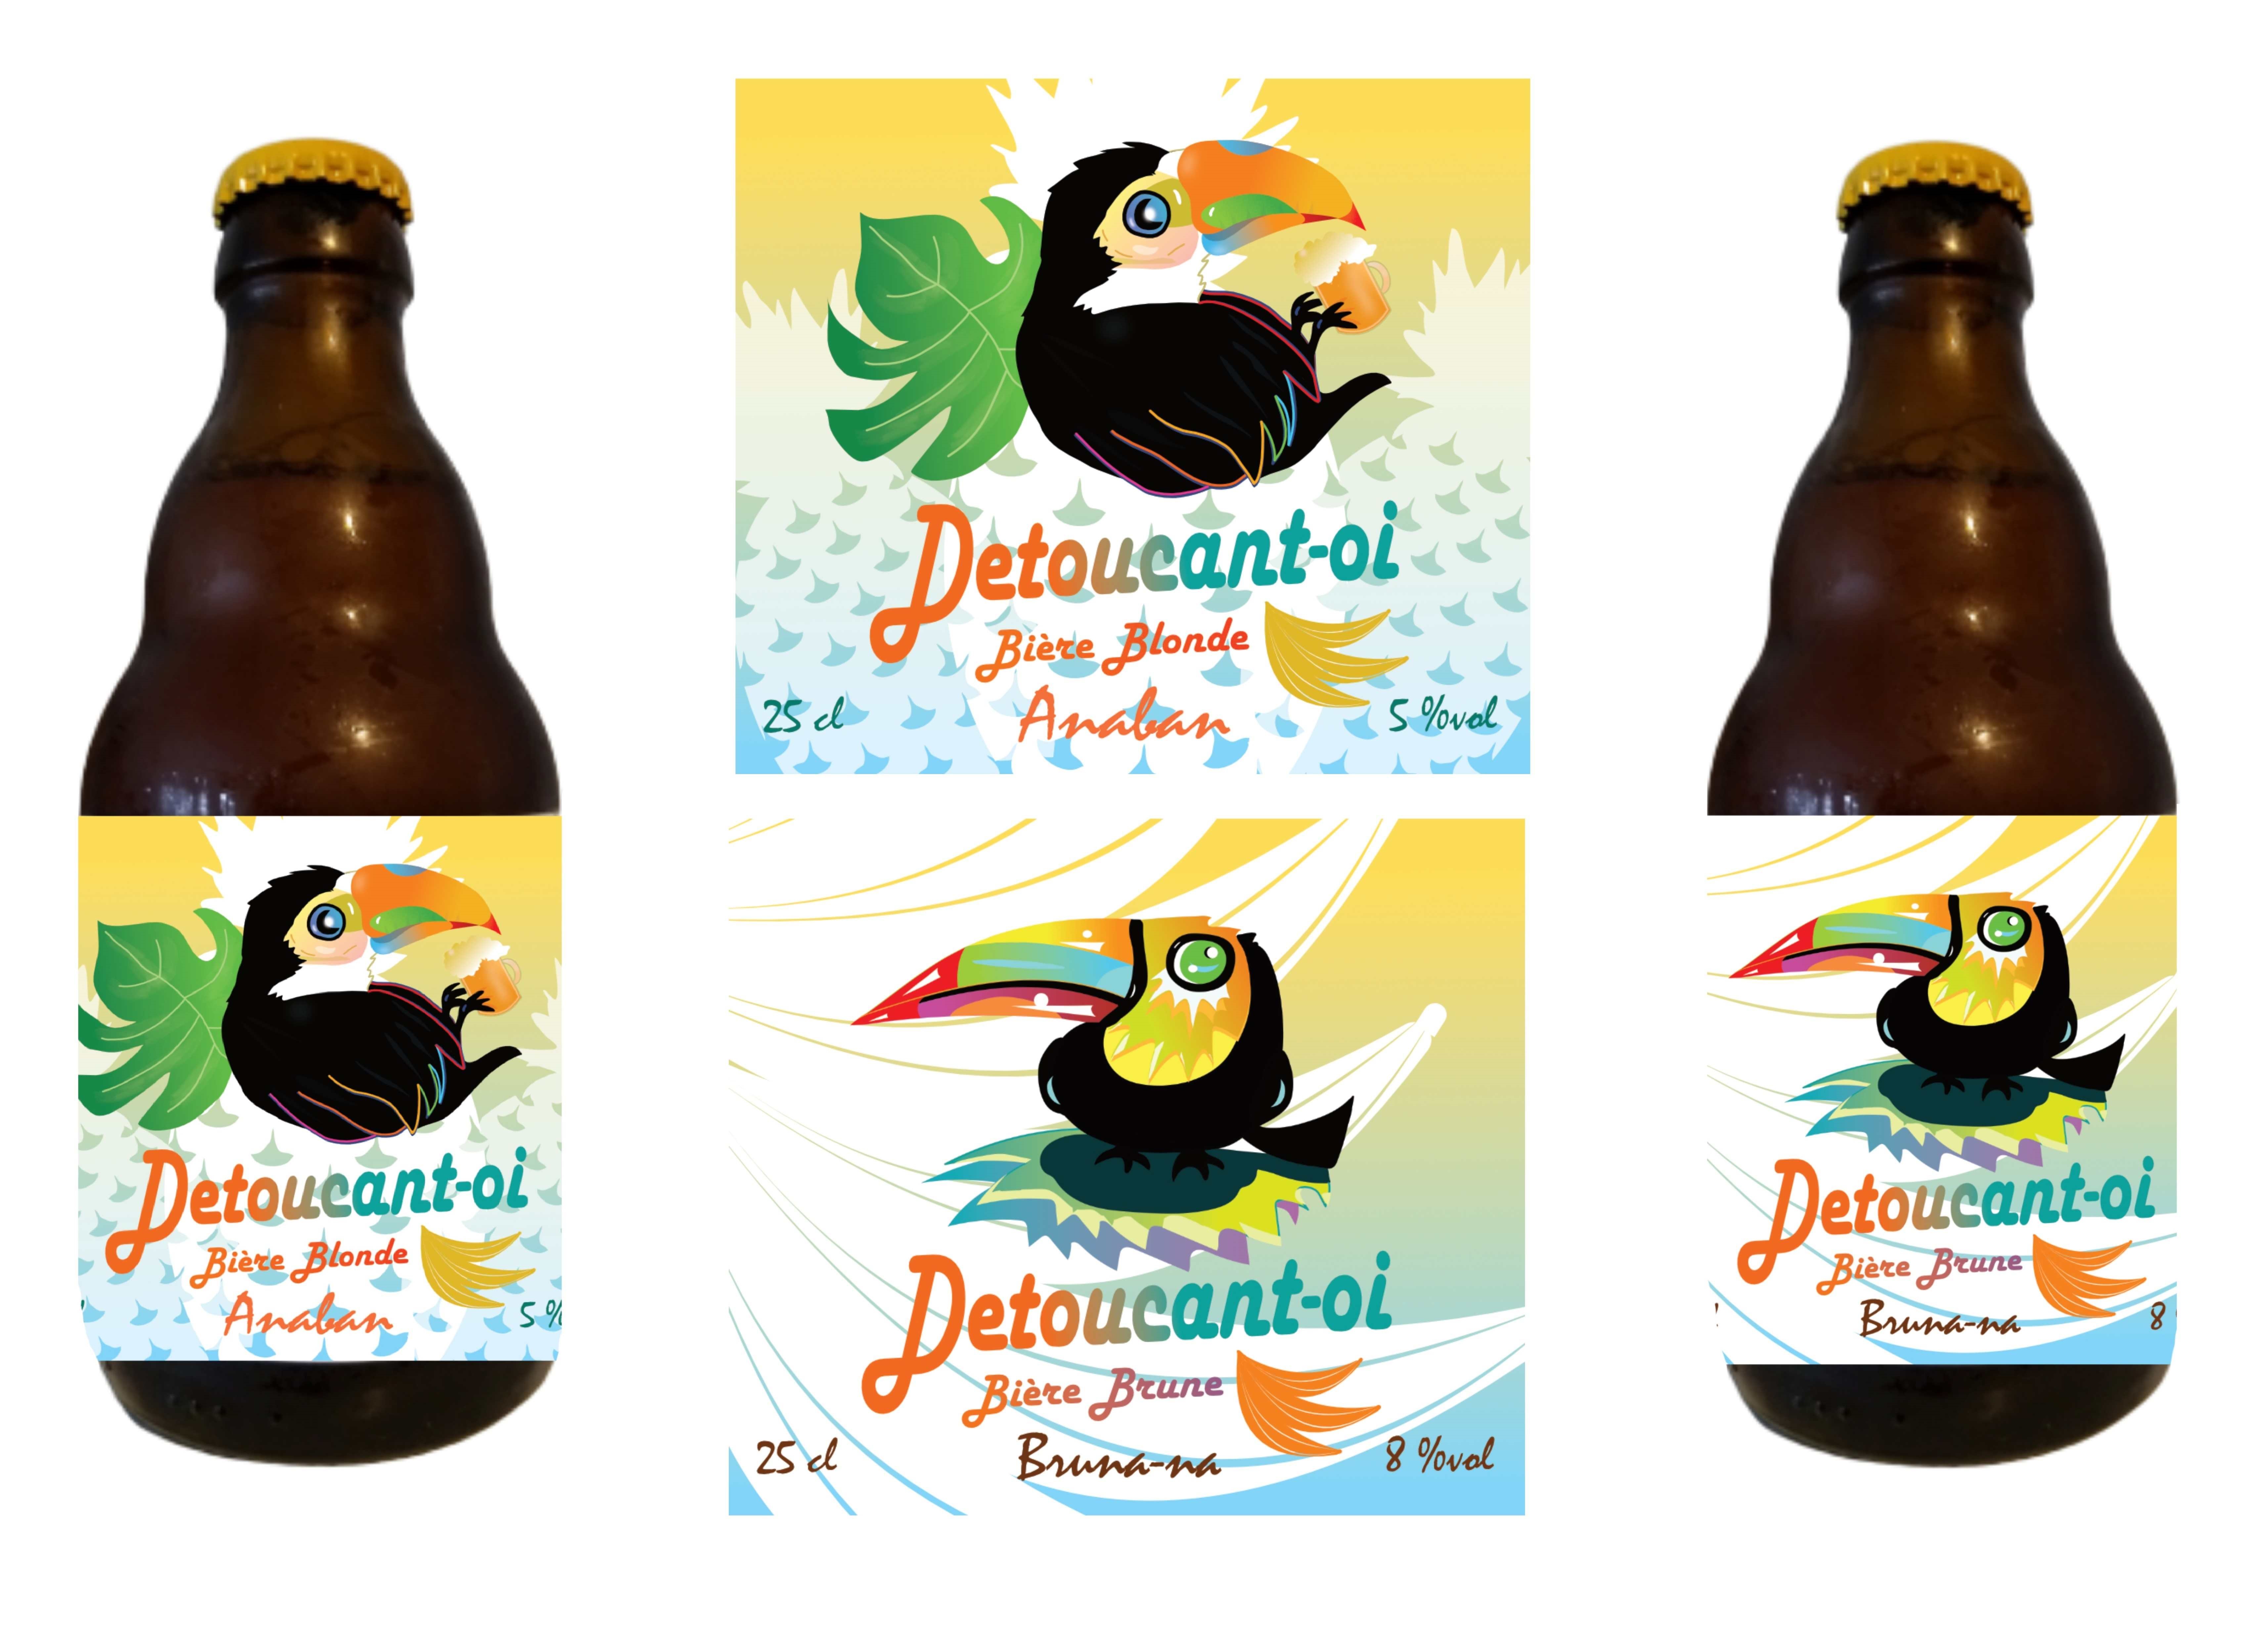 Detoucant-oi
Bière Blonde
Anaban
25 cl
5 %vol
Detoucant-oi
Bière Blonde
Anaban
5 %
Detoucant-oi
Bière Brune
Bruna-na
8
Detoucant-oi
Bière Brune
25 cl
Bruna-na
8 %vol